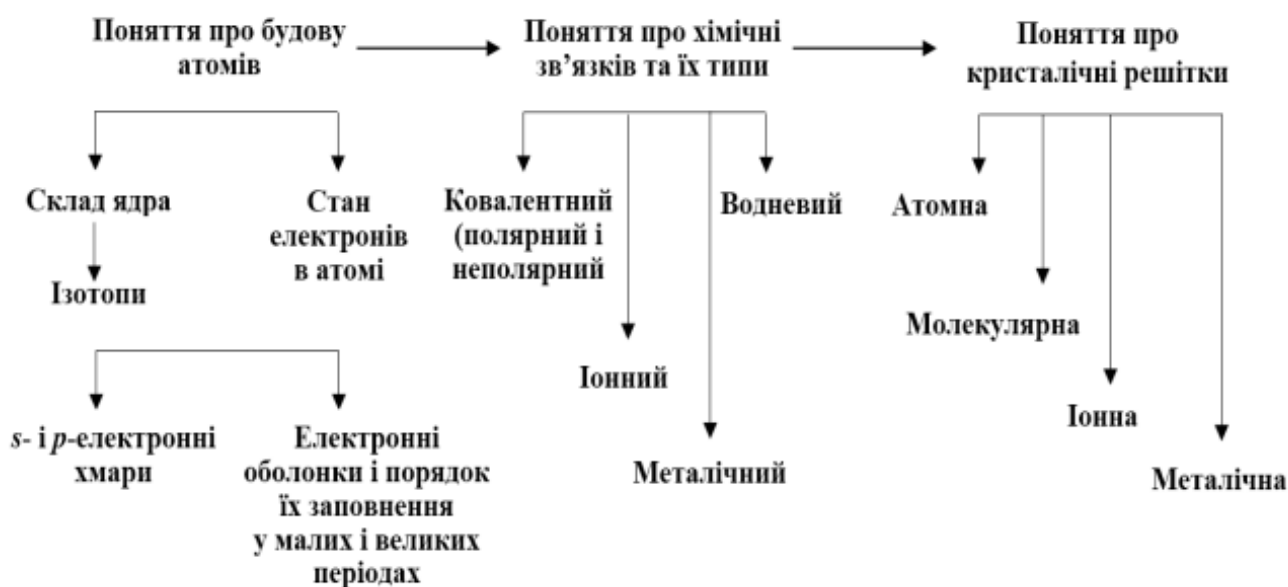 Поняття про будову
атомів
Поняття про хімічні
зв’язків та їх типи
Поняття про
кристалічні решітки
Склад ядра
Ізотопи
Стан
електронів
в атомі
s- і p-електронні
хмари
Електронні
оболонки і порядок
їх заповнення
у малих і великих
періодах
Ковалентний
(полярний і
неполярний
Іонний
Металічний
Водневий
Атомна
Молекулярна
Іонна
Металічна